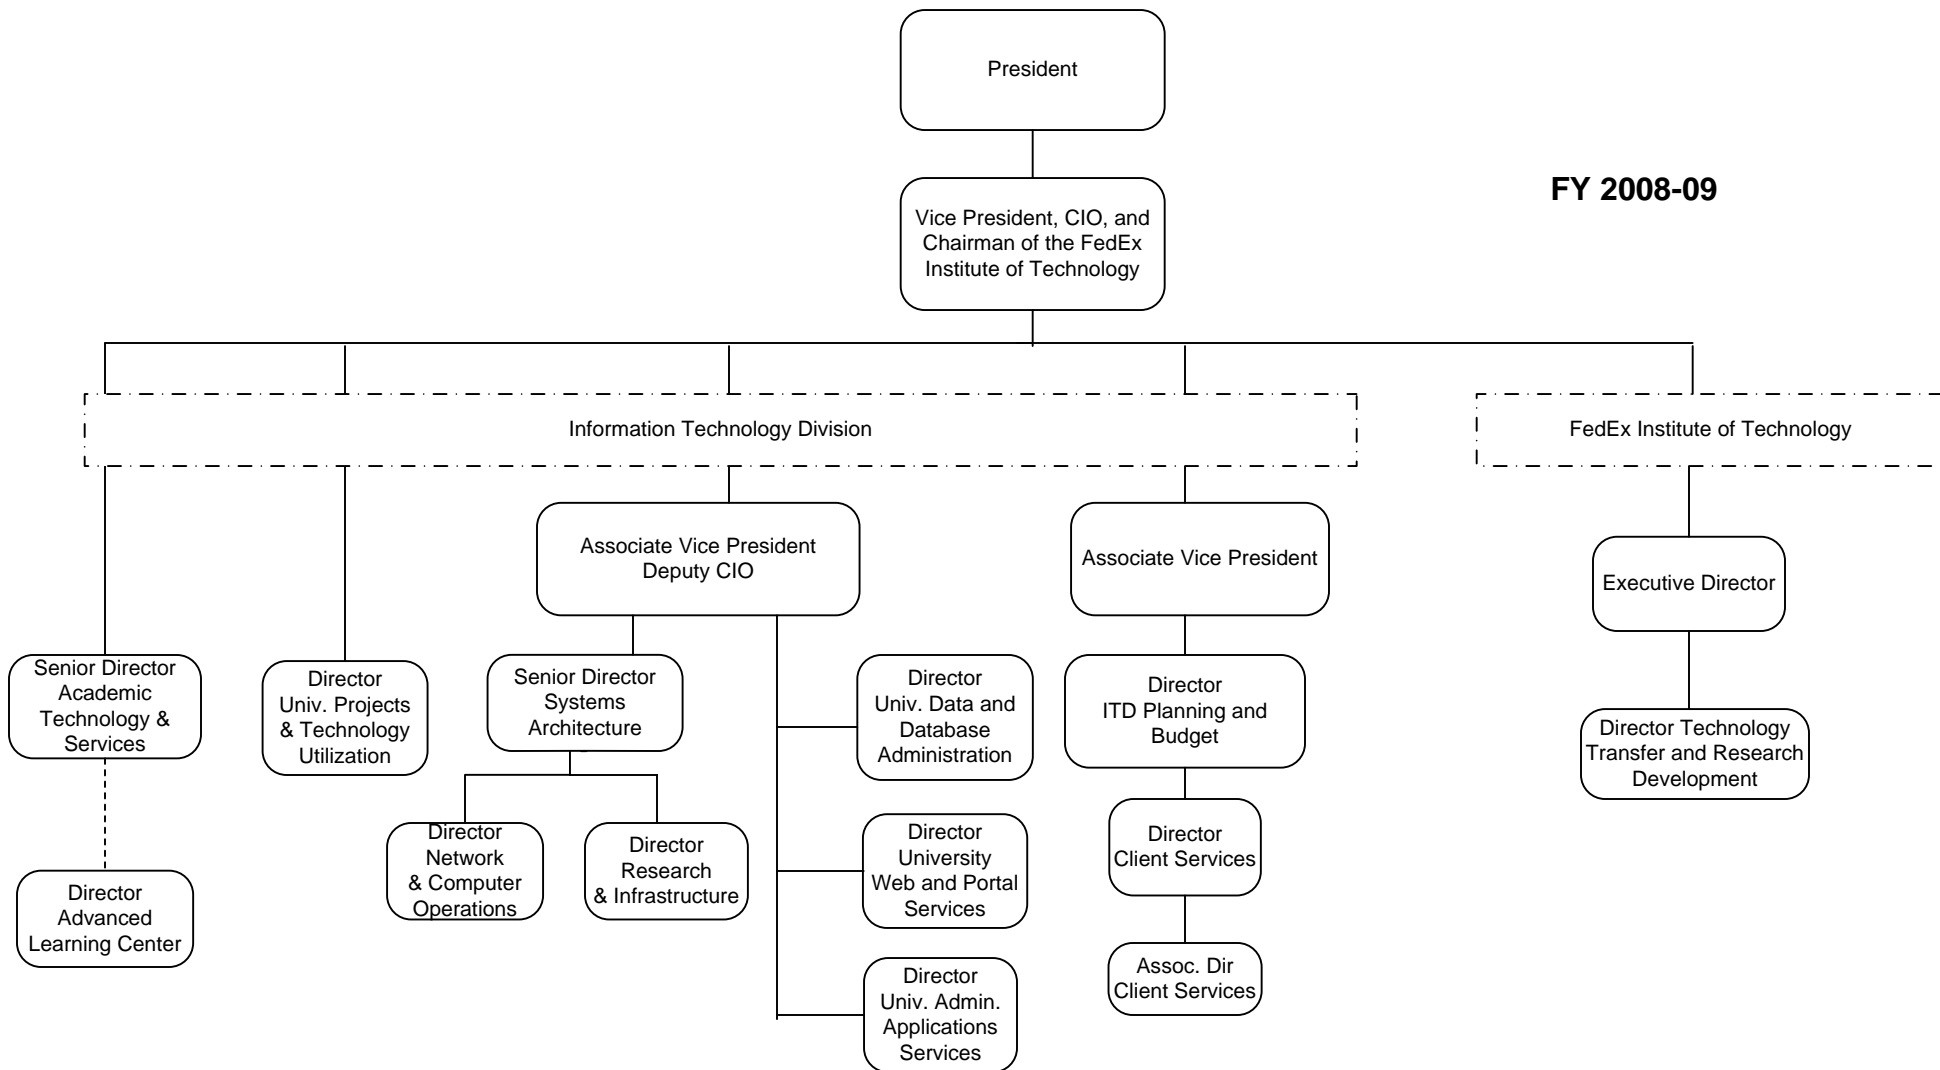 President
FY 2008-09
Vice President, CIO, and
Chairman of the FedEx
Institute of Technology
Information Technology Division
FedEx Institute of Technology
Associate Vice President
Deputy CIO
Associate Vice President
Executive Director
Senior Director
Academic
Technology &
Services
Director
Univ. Projects
& Technology
Utilization
Senior Director
Systems
Architecture
Director
Univ. Data and
Database
Administration
Director
ITD Planning and
Budget
Director Technology
Transfer and Research
Development
Director
Network
& Computer
Operations
Director
Research
& Infrastructure
Director
University
Web and Portal
Services
Director
Client Services
Director
Advanced
Learning Center
Director
Univ. Admin.
Applications
Services
Assoc. Dir
Client Services